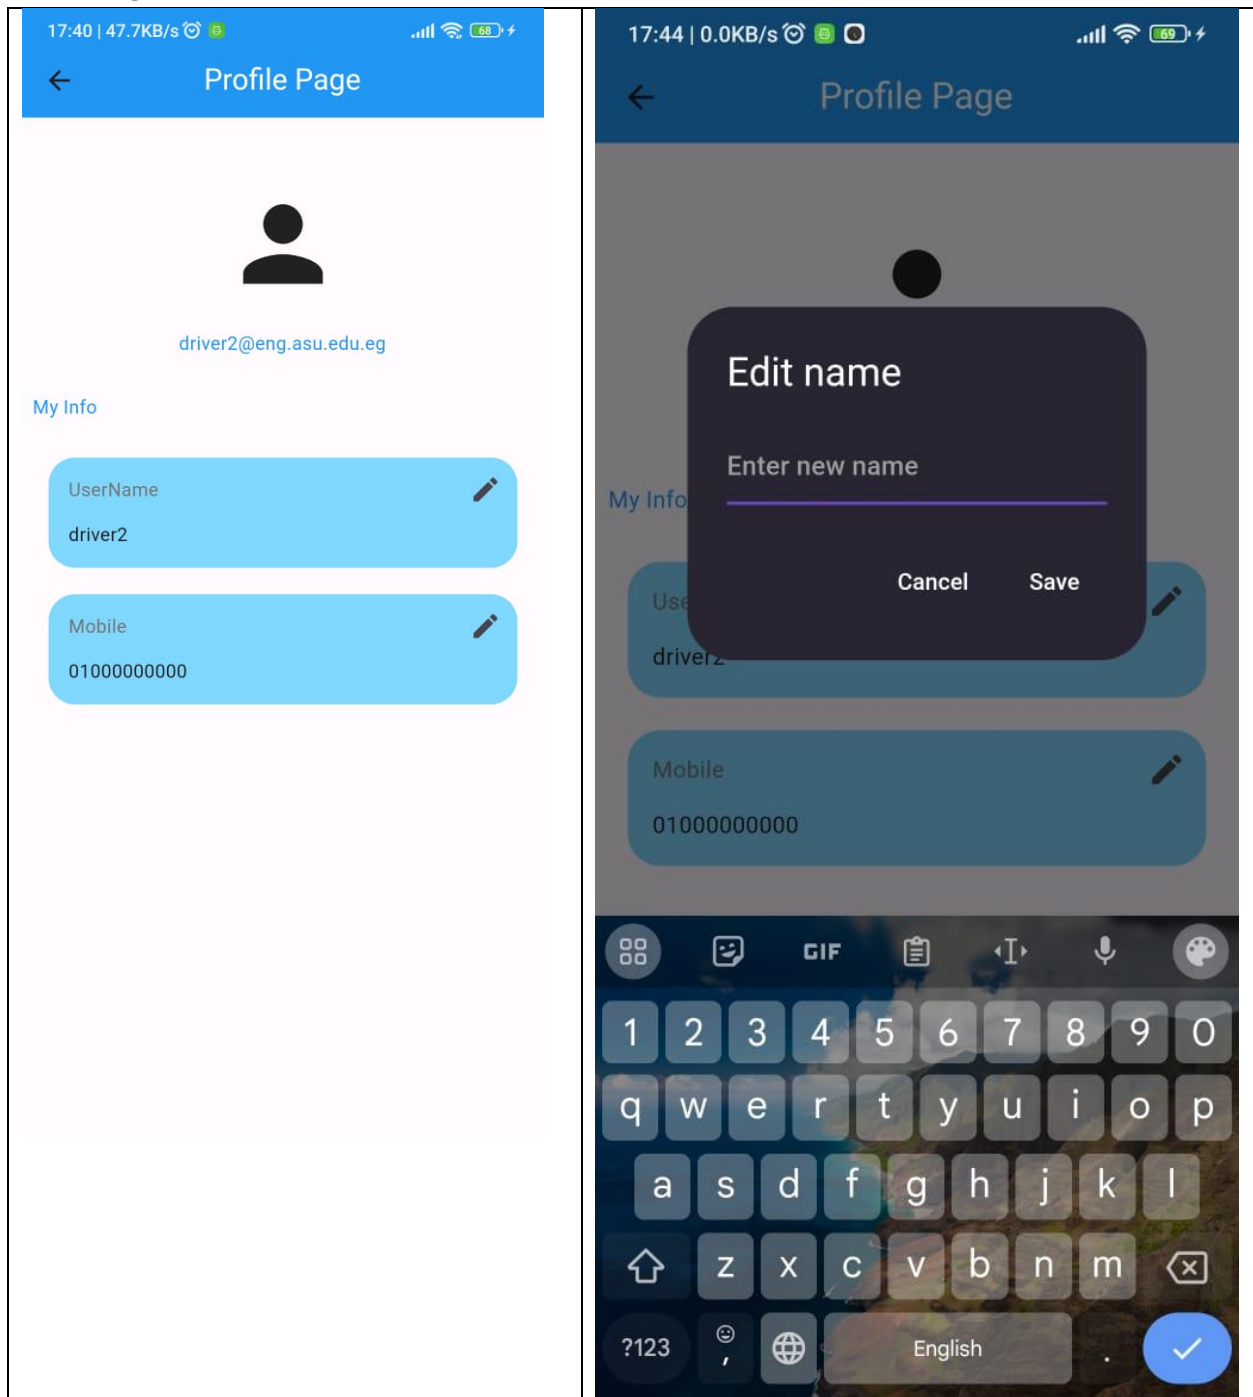 17:40 | 47.7KB/s 68
Profile Page
driver2@eng.asu.edu.eg
My Info
UserName
driver2
Mobile
01000000000
17:44 | 0.0KB/s 69
Profile Page
Edit name
Enter new name
My Info
Cancel Save
Use
driver2
Mobile
01000000000
GIF
1 2 3 4 5 6 7 8 9 0
q w e r t y u i o p
a s d f g h j k l
z x c v b n m
?123 , English .